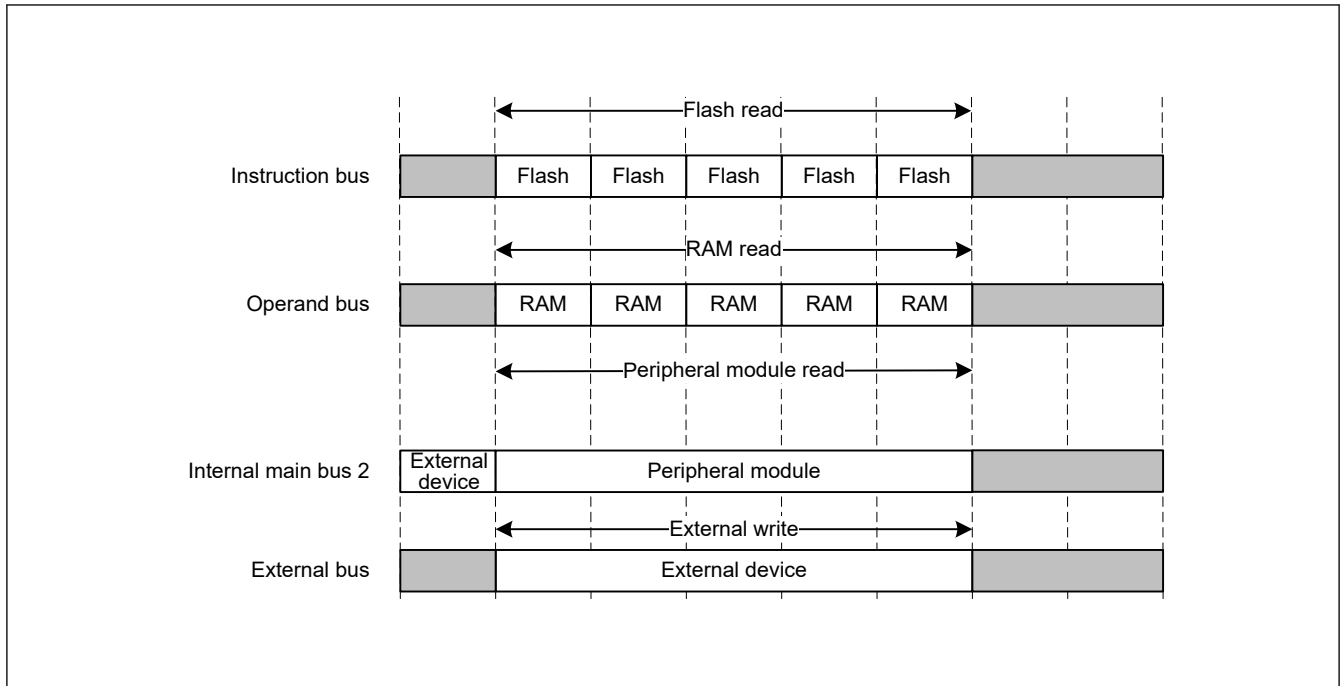 Flash read
Instruction bus
Flash Flash Flash Flash Flash
RAM read
Operand bus
RAM RAM RAM RAM RAM
Peripheral module read
Internal main bus 2
External
device
Peripheral module
External write
External bus
External device